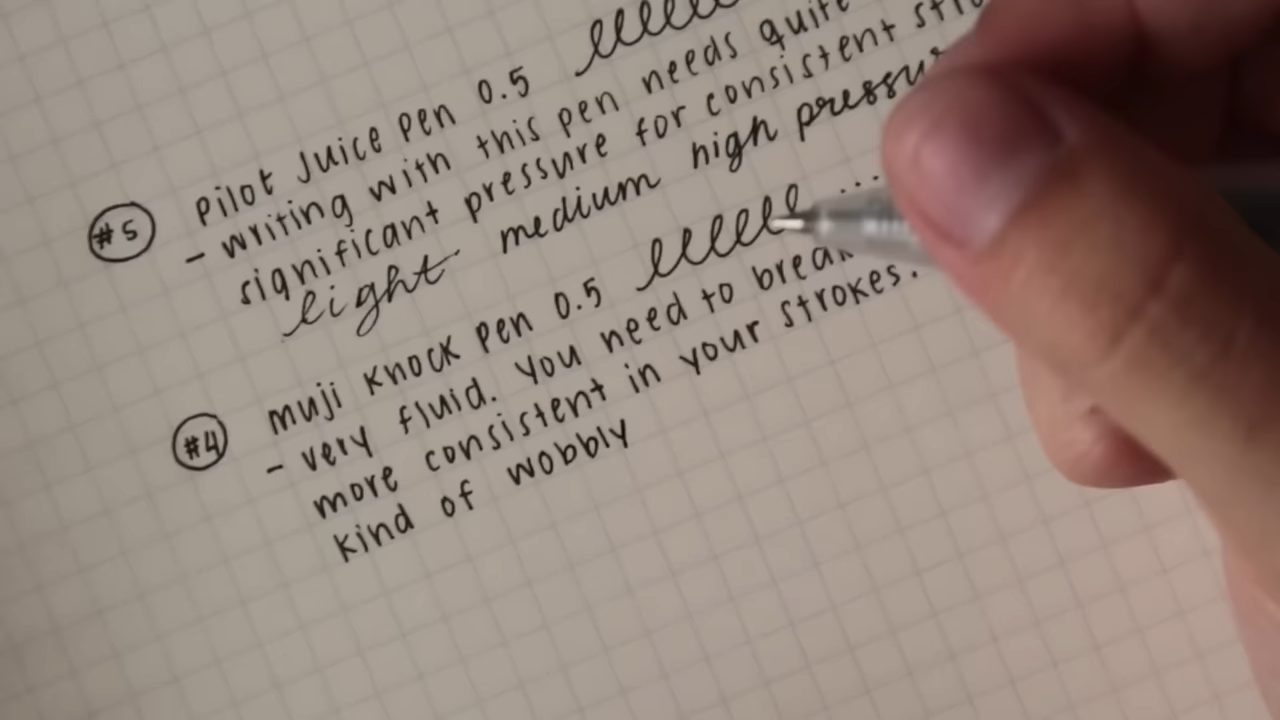 #5 Pilot Juice Pen 0.5
- writing with this pen needs quite
significant pressure for consistent
light medium high
#4 muji Knock Pen 0.5 ...
- very fluid. You need to
more consistent in your strokes.
kind of wobbly